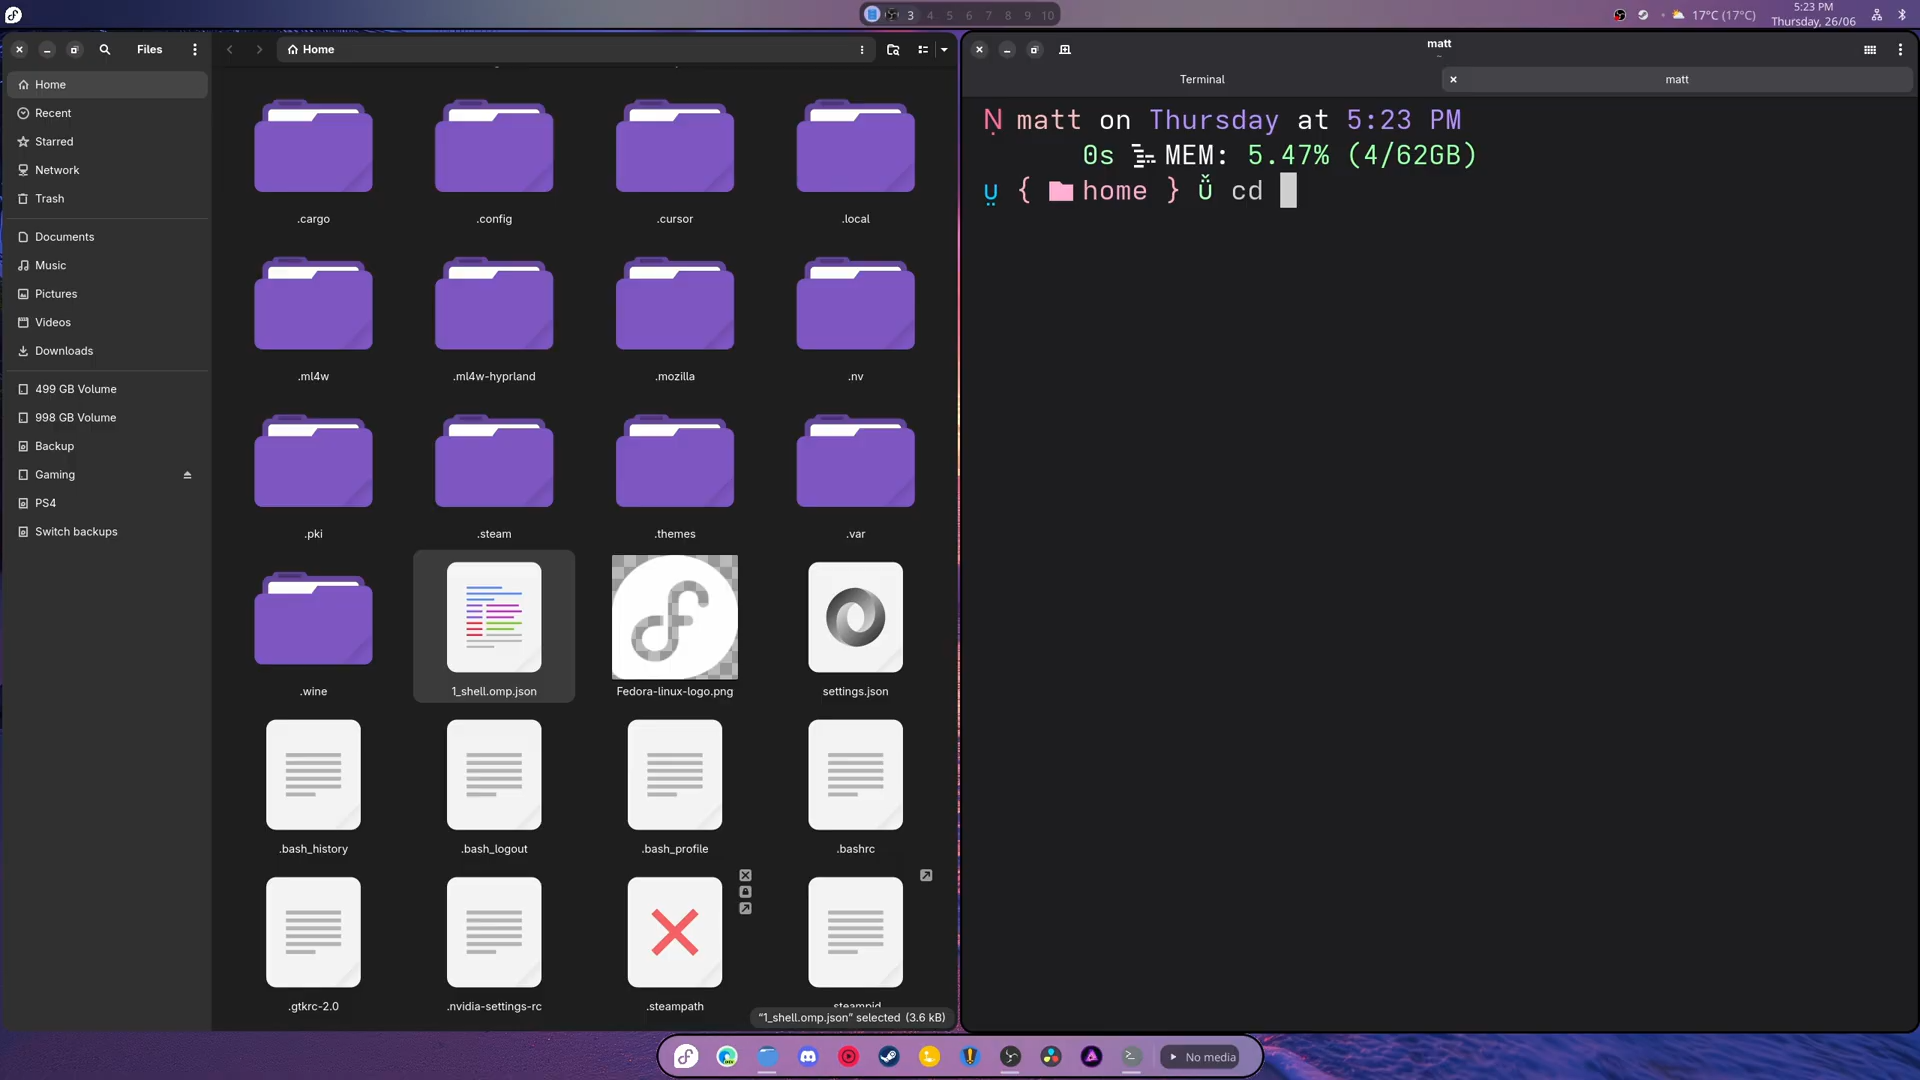 3 4 5 6 7 8 9 10
17°C (17°C)
5:23 PM
Thursday, 26/06
Files
Home
Home
Recent
Starred
Network
Trash
Documents
Music
Pictures
Videos
Downloads
499 GB Volume
998 GB Volume
Backup
Gaming
PS4
Switch backups
.cargo
.config
.cursor
.local
.ml4w
.ml4w-hyprland
.mozilla
.nv
.pki
.steam
.themes
.var
.wine
1_shell.omp.json
Fedora-linux-logo.png
settings.json
.bash_history
.bash_logout
.bash_profile
.bashrc
.gtkrc-2.0
.nvidia-settings-rc
.steampath
"1_shell.omp.json" selected (3.6 kB)
matt
~
Terminal
matt
matt on Thursday at 5:23 PM
0s MEM: 5.47% (4/62GB)
{ home } cd
No media